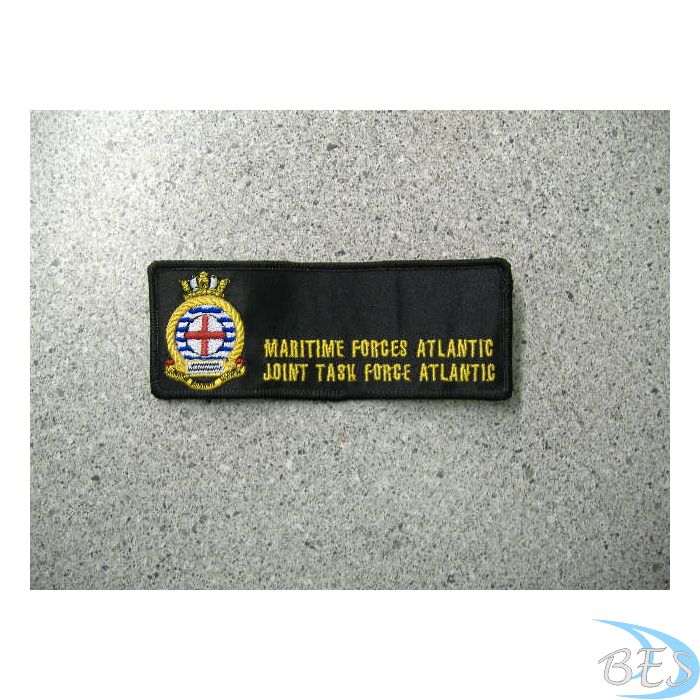 MARITIME FORCES ATLANTIC
JOINT TASK FORCE ATLANTIC
BES